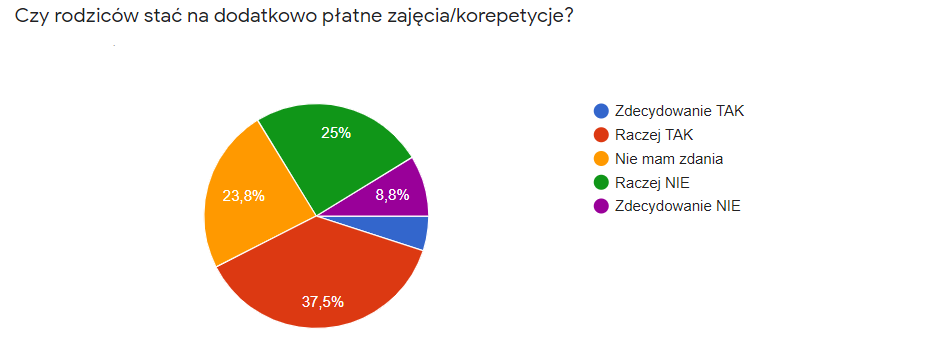 Czy rodziców stać na dodatkowo płatne zajęcia/korepetycje?
25%
23,8%
8,8%
37,5%
Zdecydowanie TAK
Raczej TAK
Nie mam zdania
Raczej NIE
Zdecydowanie NIE